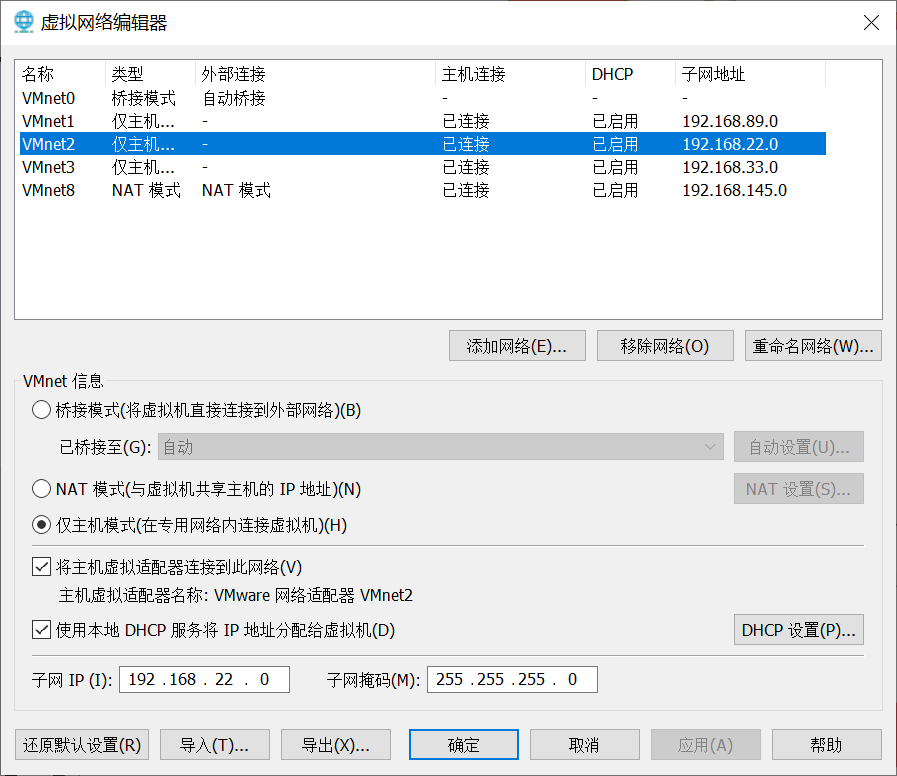 虚拟网络编辑器
名称 类型 外部连接 主机连接 DHCP 子网地址
VMnet0 桥接模式 自动桥接 - - -
VMnet1 仅主机... - 已连接 已启用 192.168.89.0
VMnet2 仅主机... - 已连接 已启用 192.168.22.0
VMnet3 仅主机... - 已连接 已启用 192.168.33.0
VMnet8 NAT 模式 NAT 模式 已连接 已启用 192.168.145.0
添加网络(E)... 移除网络(O) 重命名网络(W)...
VMnet 信息
桥接模式(将虚拟机直接连接到外部网络)(B)
已桥接至(G): 自动 自动设置(U)...
NAT 模式(与虚拟机共享主机的 IP 地址)(N) NAT 设置(S)...
仅主机模式(在专用网络内连接虚拟机)(H)
将主机虚拟适配器连接到此网络(V)
主机虚拟适配器名称: VMware 网络适配器 VMnet2
使用本地 DHCP 服务将 IP 地址分配给虚拟机(D) DHCP 设置(P)...
子网 IP (I): 192 .168 . 22 . 0 子网掩码(M): 255 .255 .255 . 0
还原默认设置(R) 导入(T)... 导出(X)... 确定 取消 应用(A) 帮助